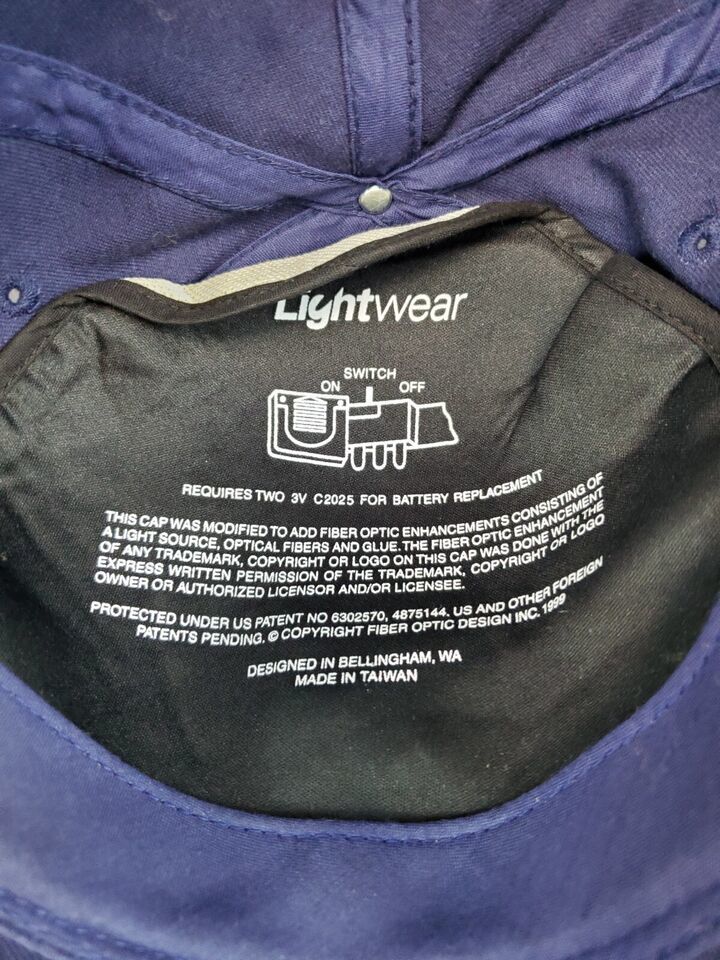 Lightwear
SWITCH
ON OFF
REQUIRES TWO 3V C2025 FOR BATTERY REPLACEMENT
THIS CAP WAS MODIFIED TO ADD FIBER OPTIC ENHANCEMENTS CONSISTING OF
A LIGHT SOURCE, OPTICAL FIBERS AND GLUE. THE FIBER OPTIC ENHANCEMENT
OF ANY TRADEMARK, COPYRIGHT OR LOGO ON THIS CAP WAS DONE WITH THE
EXPRESS WRITTEN PERMISSION OF THE TRADEMARK, COPYRIGHT OR LOGO
OWNER OR AUTHORIZED LICENSOR AND/OR LICENSEE.
PROTECTED UNDER US PATENT NO 6302570, 4875144. US AND OTHER FOREIGN
PATENTS PENDING. © COPYRIGHT FIBER OPTIC DESIGN INC. 1999
DESIGNED IN BELLINGHAM, WA
MADE IN TAIWAN